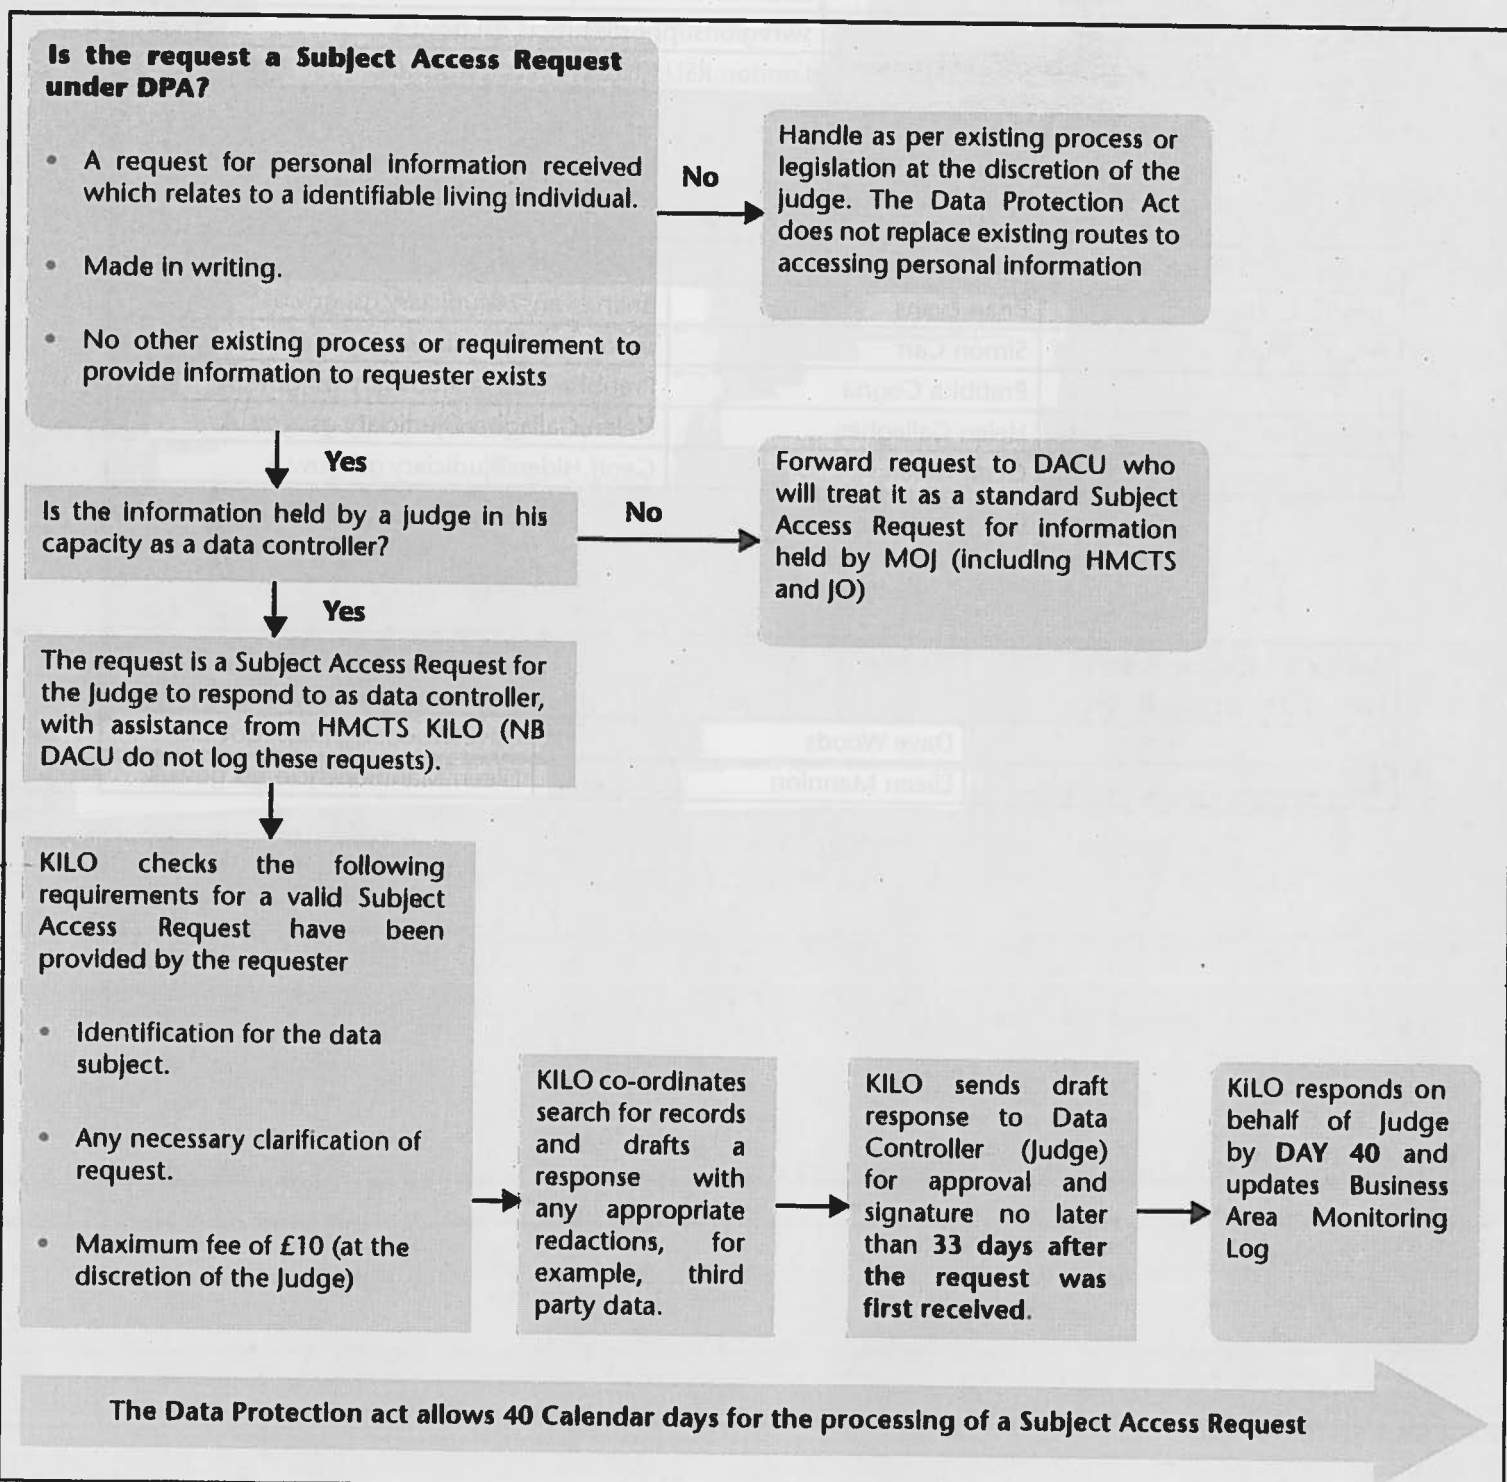 Is the request a Subject Access Request
under DPA?
• A request for personal information received
which relates to a identifiable living individual.
• Made in writing.
• No other existing process or requirement to
provide information to requester exists
No
Handle as per existing process or
legislation at the discretion of the
judge. The Data Protection Act
does not replace existing routes to
accessing personal information
Yes
Is the information held by a judge in his
capacity as a data controller?
No
Forward request to DACU who
will treat it as a standard Subject
Access Request for information
held by MOJ (including HMCTS
and JO)
Yes
The request is a Subject Access Request for
the Judge to respond to as data controller,
with assistance from HMCTS KILO (NB
DACU do not log these requests).
KILO checks the following
requirements for a valid Subject
Access Request have been
provided by the requester
• Identification for the data
subject.
• Any necessary clarification of
request.
• Maximum fee of £10 (at the
discretion of the Judge)
KILO co-ordinates
search for records
and drafts a
response with
any appropriate
redactions, for
example, third
party data.
KILO sends draft
response to Data
Controller (Judge)
for approval and
signature no later
than 33 days after
the request was
first received.
KILO responds on
behalf of Judge
by DAY 40 and
updates Business
Area Monitoring
Log
The Data Protection act allows 40 Calendar days for the processing of a Subject Access Request